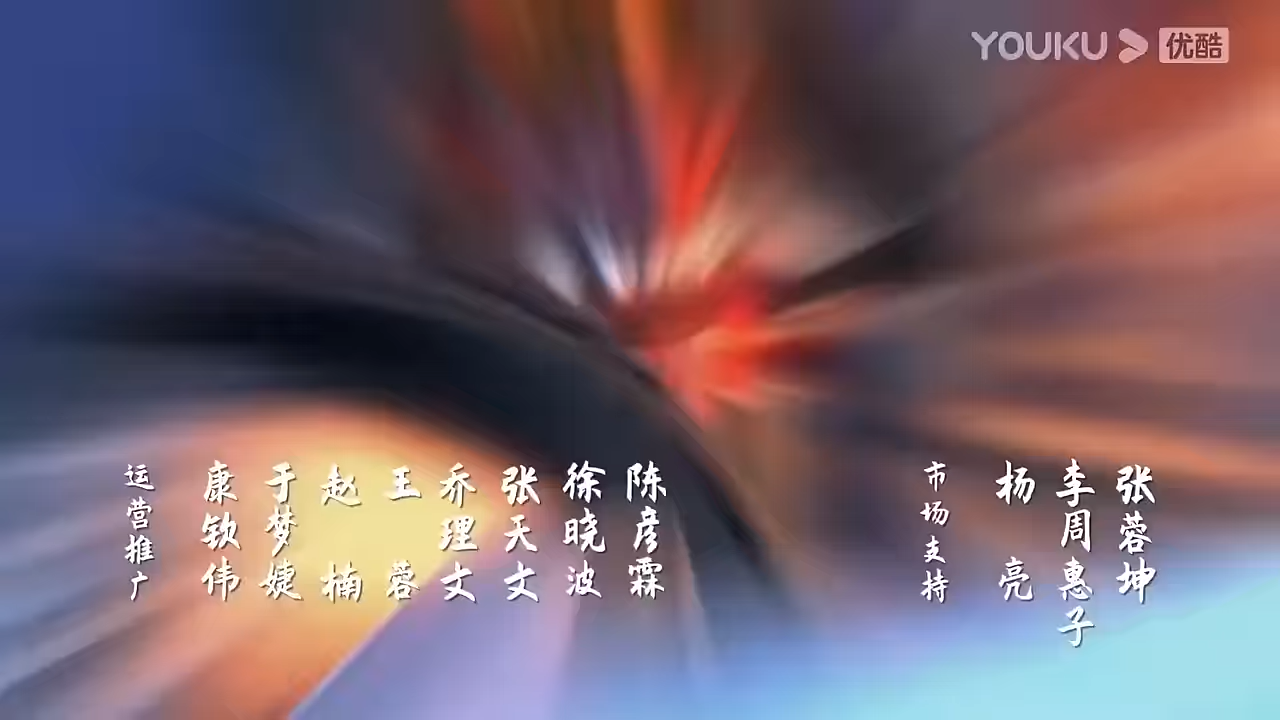 YOUKU 优酷
运营推广
康钦伟
于梦婕
赵楠
王蓉
乔理文
张天文
徐晓波
陈彦霖
市场支持
杨亮
李周惠子
张蓉坤